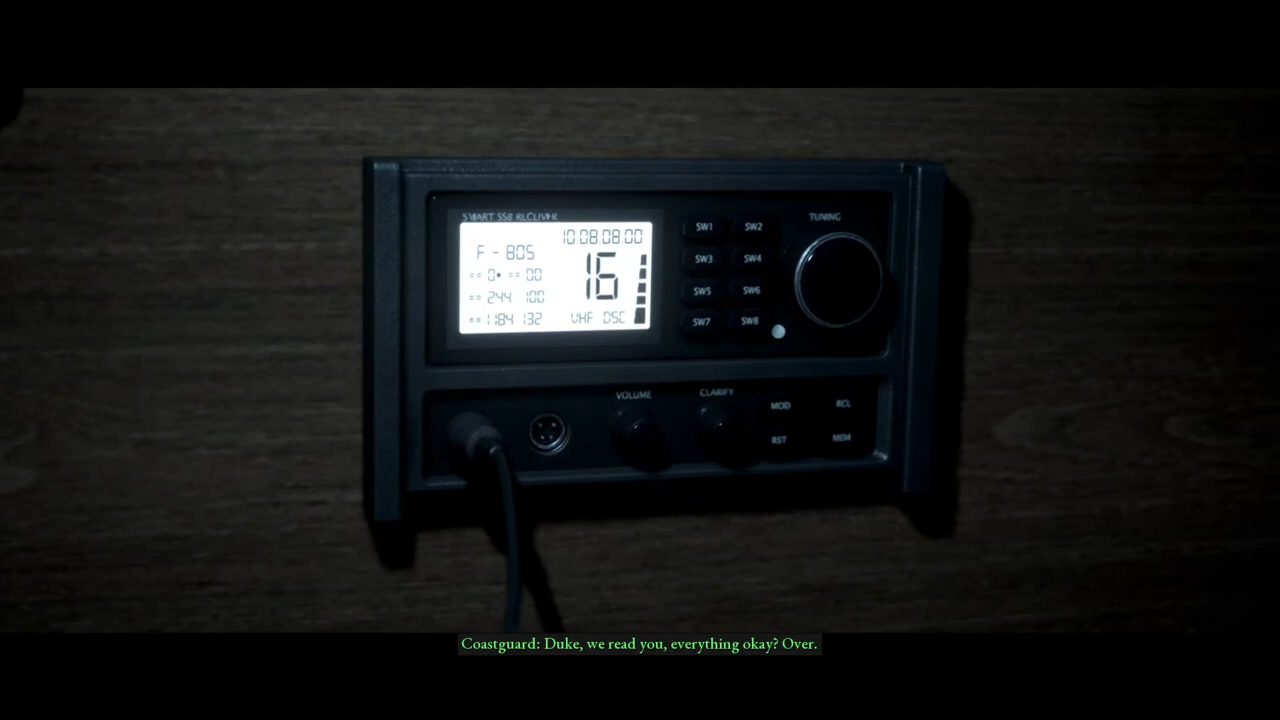 SMART SSB RECLIVER
10:08.08.00
F - 805
16
== 0• == 00
== 244 100
== 1184 132
VHF DSC
SW1 SW2
SW3 SW4
SW5 SW6
SW7 SW8
TUNING
VOLUME
CLARIFY
MOD
RCL
RST
MEM
Coastguard: Duke, we read you, everything okay? Over.